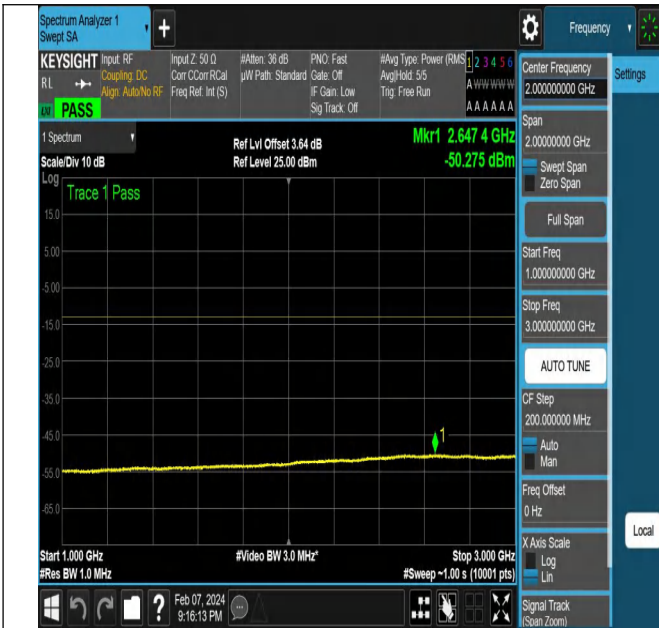 Spectrum Analyzer 1
Swept SA
Frequency
KEYSIGHT
RL
PASS
Input: RF
Coupling: DC
Align: Auto/No RF
Input Z: 50 Ω
Corr CCorr RCal
Freq Ref: Int (S)
#Atten: 36 dB
µW Path: Standard
PNO: Fast
Gate: Off
IF Gain: Low
Sig Track: Off
#Avg Type: Power (RMS
Avg|Hold: 5/5
Trig: Free Run
1 2 3 4 5 6
A W W W W W
A A A A A A
1 Spectrum
Scale/Div 10 dB
Ref Lvl Offset 3.64 dB
Ref Level 25.00 dBm
Mkr1 2.647 4 GHz
-50.275 dBm
Log
Trace 1 Pass
15.0
5.00
-5.00
-15.0
-25.0
-35.0
-45.0
-55.0
-65.0
1
Start 1.000 GHz
#Res BW 1.0 MHz
#Video BW 3.0 MHz*
Stop 3.000 GHz
#Sweep ~1.00 s (10001 pts)
Feb 07, 2024
9:16:13 PM
Center Frequency
2.000000000 GHz
Span
2.00000000 GHz
Swept Span
Zero Span
Full Span
Start Freq
1.000000000 GHz
Stop Freq
3.000000000 GHz
AUTO TUNE
CF Step
200.000000 MHz
Auto
Man
Freq Offset
0 Hz
X Axis Scale
Log
Lin
Signal Track
(Span Zoom)
Settings
Local